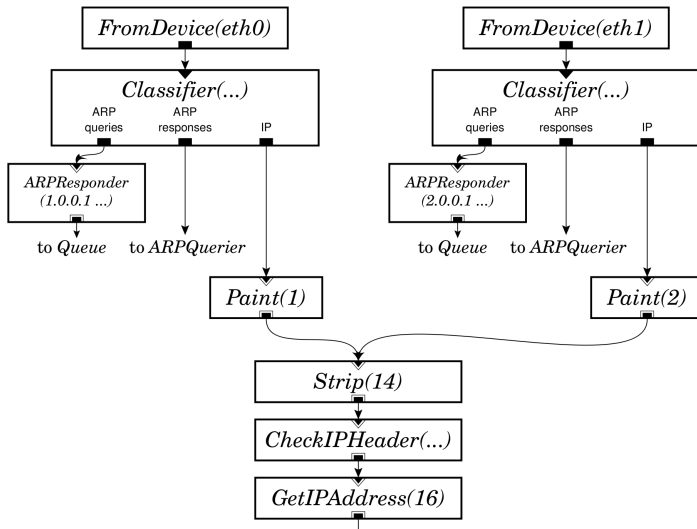 FromDevice(eth0)
Classifier(...)
ARP queries
ARP responses
IP
ARPResponder
(1.0.0.1 ...)
to Queue
to ARPQuerier
Paint(1)
FromDevice(eth1)
Classifier(...)
ARP queries
ARP responses
IP
ARPResponder
(2.0.0.1 ...)
to Queue
to ARPQuerier
Paint(2)
Strip(14)
CheckIPHeader(...)
GetIPAddress(16)